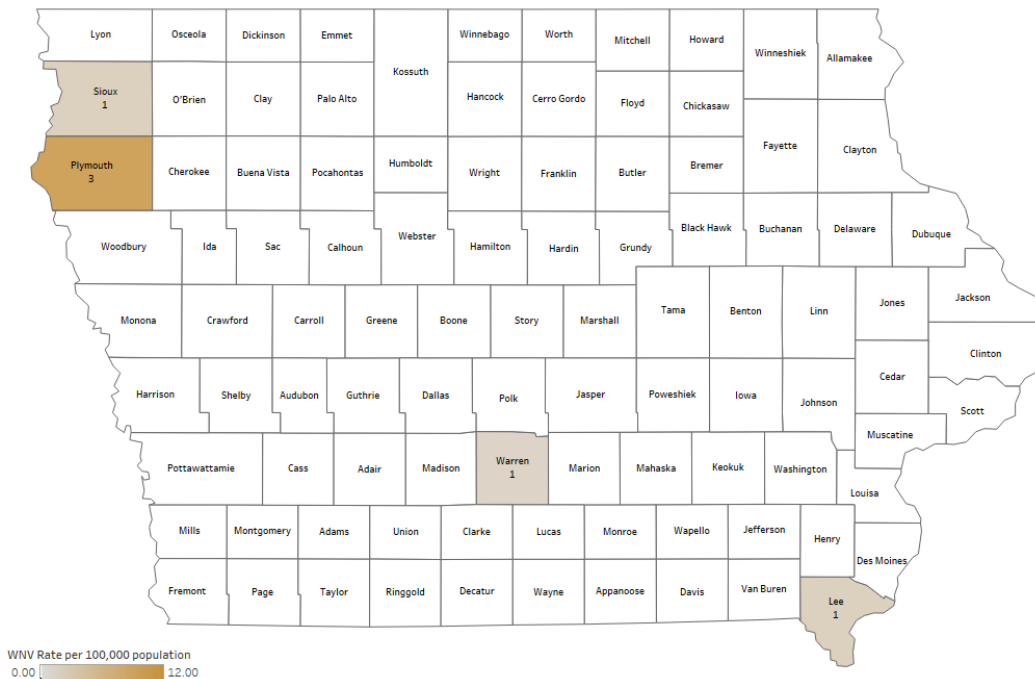 Lyon
Osceola
Dickinson
Emmet
Kossuth
Winnebago
Worth
Mitchell
Howard
Winneshiek
Allamakee
Sioux
1
O'Brien
Clay
Palo Alto
Hancock
Cerro Gordo
Floyd
Chickasaw
Fayette
Clayton
Plymouth
3
Cherokee
Buena Vista
Pocahontas
Humboldt
Wright
Franklin
Butler
Bremer
Woodbury
Ida
Sac
Calhoun
Webster
Hamilton
Hardin
Grundy
Black Hawk
Buchanan
Delaware
Dubuque
Monona
Crawford
Carroll
Greene
Boone
Story
Marshall
Tama
Benton
Linn
Jones
Jackson
Clinton
Harrison
Shelby
Audubon
Guthrie
Dallas
Polk
Jasper
Poweshiek
Iowa
Johnson
Cedar
Scott
Muscatine
Pottawattamie
Cass
Adair
Madison
Warren
1
Marion
Mahaska
Keokuk
Washington
Louisa
Mills
Montgomery
Adams
Union
Clarke
Lucas
Monroe
Wapello
Jefferson
Henry
Des Moines
Fremont
Page
Taylor
Ringgold
Decatur
Wayne
Appanoose
Davis
Van Buren
Lee
1
WNV Rate per 100,000 population
0.00 12.00